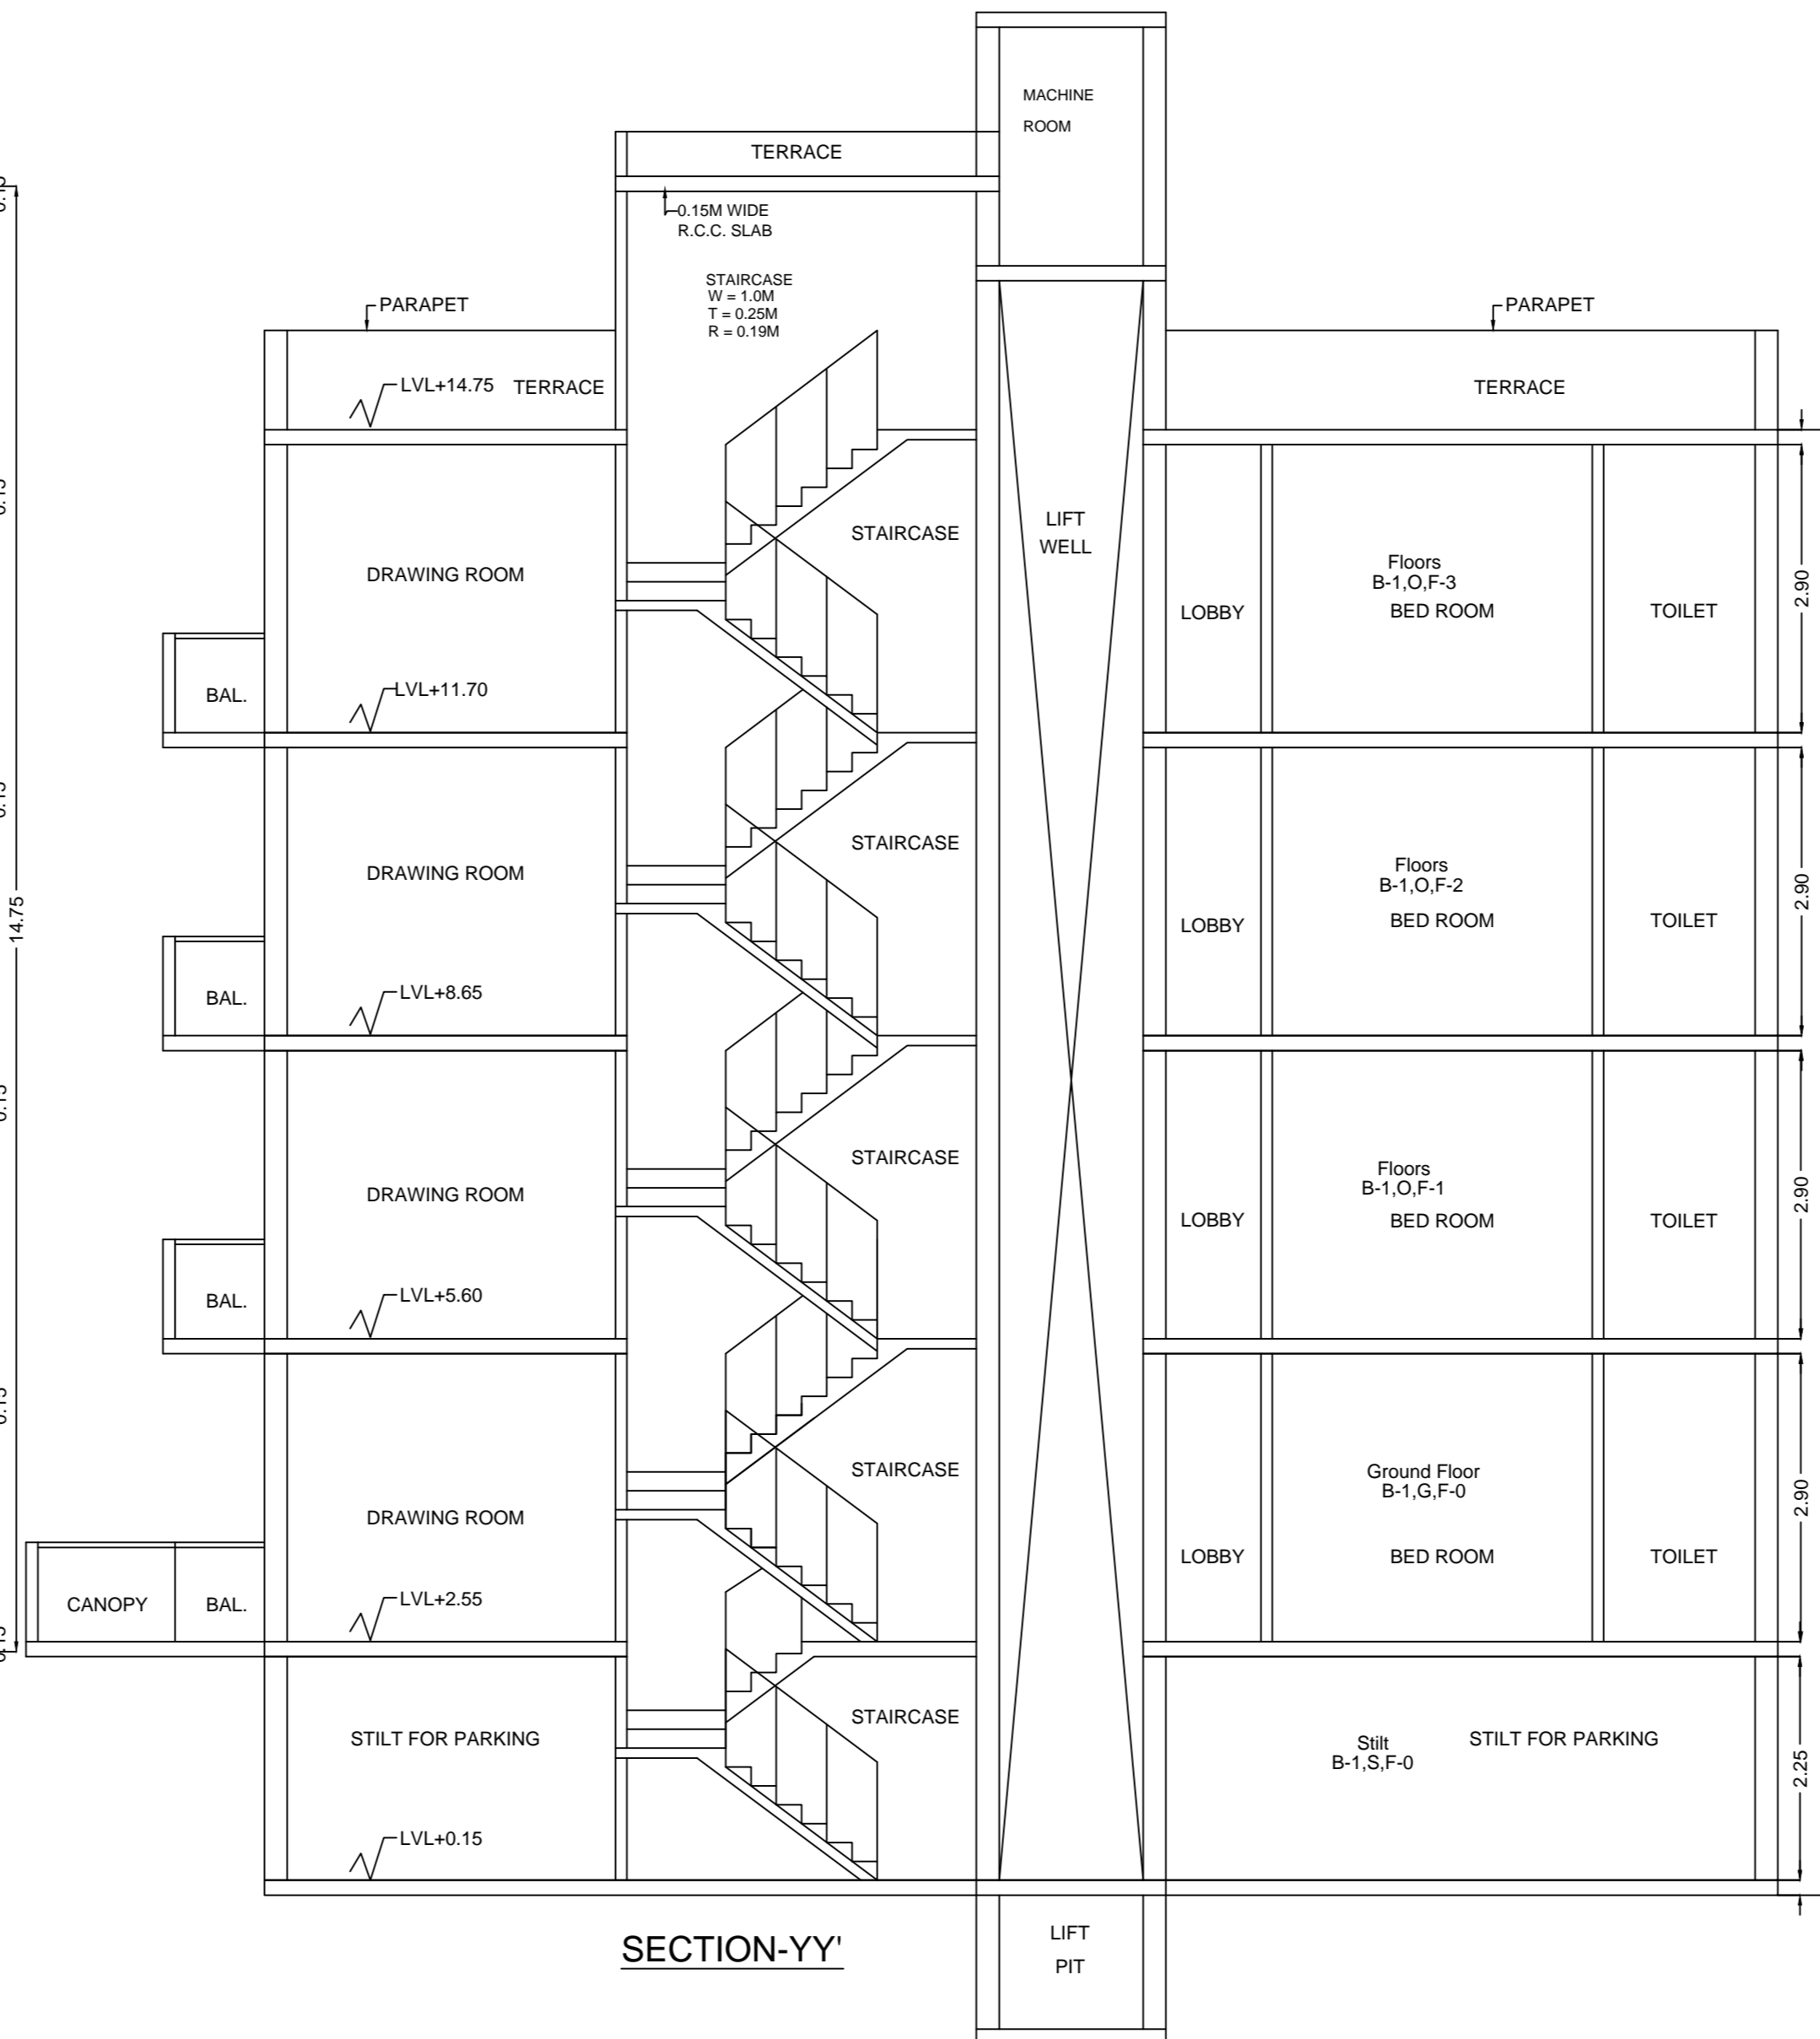 MACHINE
ROOM
TERRACE
0.15M WIDE
R.C.C. SLAB
STAIRCASE
W = 1.0M
T = 0.25M
R = 0.19M
PARAPET
PARAPET
LVL+14.75 TERRACE
TERRACE
LIFT
WELL
STAIRCASE
DRAWING ROOM
Floors
B-1,O,F-3
LOBBY
BED ROOM
TOILET
2.90
BAL.
LVL+11.70
STAIRCASE
DRAWING ROOM
Floors
B-1,O,F-2
LOBBY
BED ROOM
TOILET
2.90
14.75
BAL.
LVL+8.65
STAIRCASE
DRAWING ROOM
Floors
B-1,O,F-1
LOBBY
BED ROOM
TOILET
2.90
BAL.
LVL+5.60
STAIRCASE
DRAWING ROOM
Ground Floor
B-1,G,F-0
LOBBY
BED ROOM
TOILET
2.90
CANOPY
BAL.
LVL+2.55
STAIRCASE
STILT FOR PARKING
Stilt
B-1,S,F-0
STILT FOR PARKING
2.25
LVL+0.15
LIFT
PIT
SECTION-YY'